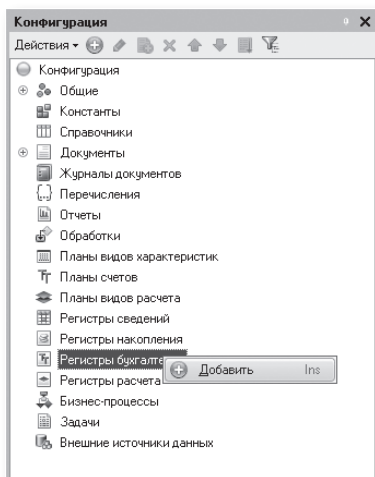 Конфигурация
Действия
Конфигурация
Общие
Константы
Справочники
Документы
Журналы документов
Перечисления
Отчеты
Обработки
Планы видов характеристик
Планы счетов
Планы видов расчета
Регистры сведений
Регистры накопления
Регистры бухгалте
Добавить Ins
Регистры расчета
Бизнес-процессы
Задачи
Внешние источники данных